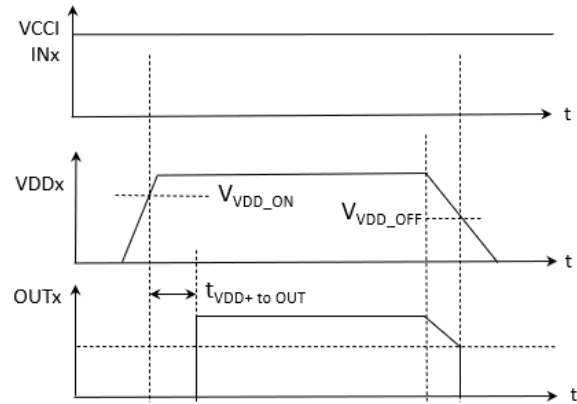 VCCI
INx
t
VDDx
VVDD_ON
VVDD_OFF
t
OUTx
tVDD+ to OUT
t